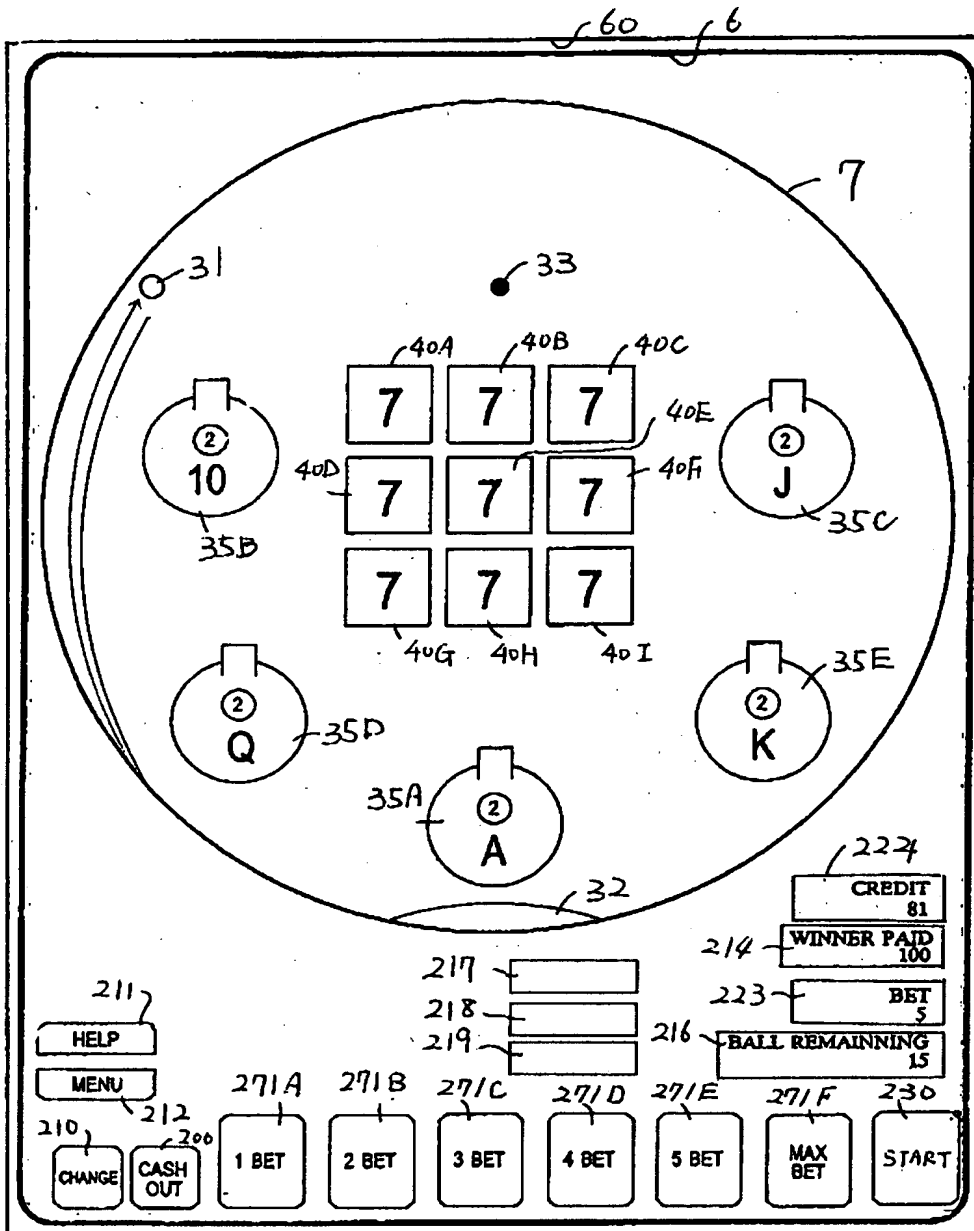 60 6
7
31 33
40A 40B 40C
7 7 7
40E
2 10
2 J
40D 7 7 7 40F
35B 35C
7 7 7
40G 40H 40I
35E
2 Q 35D
2 K
35A 2 A
32
224
CREDIT
81
214 WINNER PAID
100
217
223 BET
5
211
218
216
HELP
219
BALL REMAINNING
15
MENU
212
271A 271B 271C 271D 271E 271F 230
210 200
CHANGE
CASH OUT
1 BET
2 BET
3 BET
4 BET
5 BET
MAX BET
START